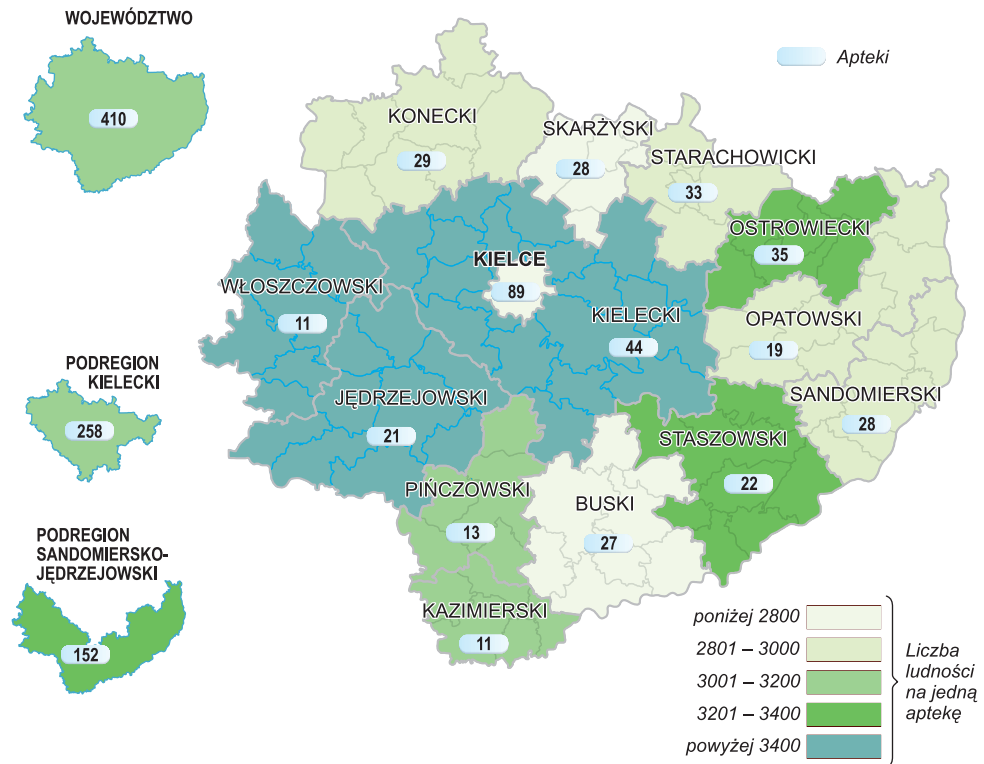 WOJEWÓDZTWO
410
Apteki
KONECKI
29
SKARŻYSKI
28
STARACHOWICKI
33
OSTROWIECKI
35
KIELCE
89
WŁOSZCZOWSKI
11
KIELECKI
44
OPATOWSKI
19
PODREGION
KIELECKI
258
JĘDRZEJOWSKI
21
SANDOMIERSKI
28
STASZOWSKI
22
PIŃCZOWSKI
13
BUSKI
27
PODREGION
SANDOMIERSKO-
JĘDRZEJOWSKI
152
KAZIMIERSKI
11
poniżej 2800
2801 – 3000
3001 – 3200
3201 – 3400
powyżej 3400
Liczba
ludności
na jedną
aptekę